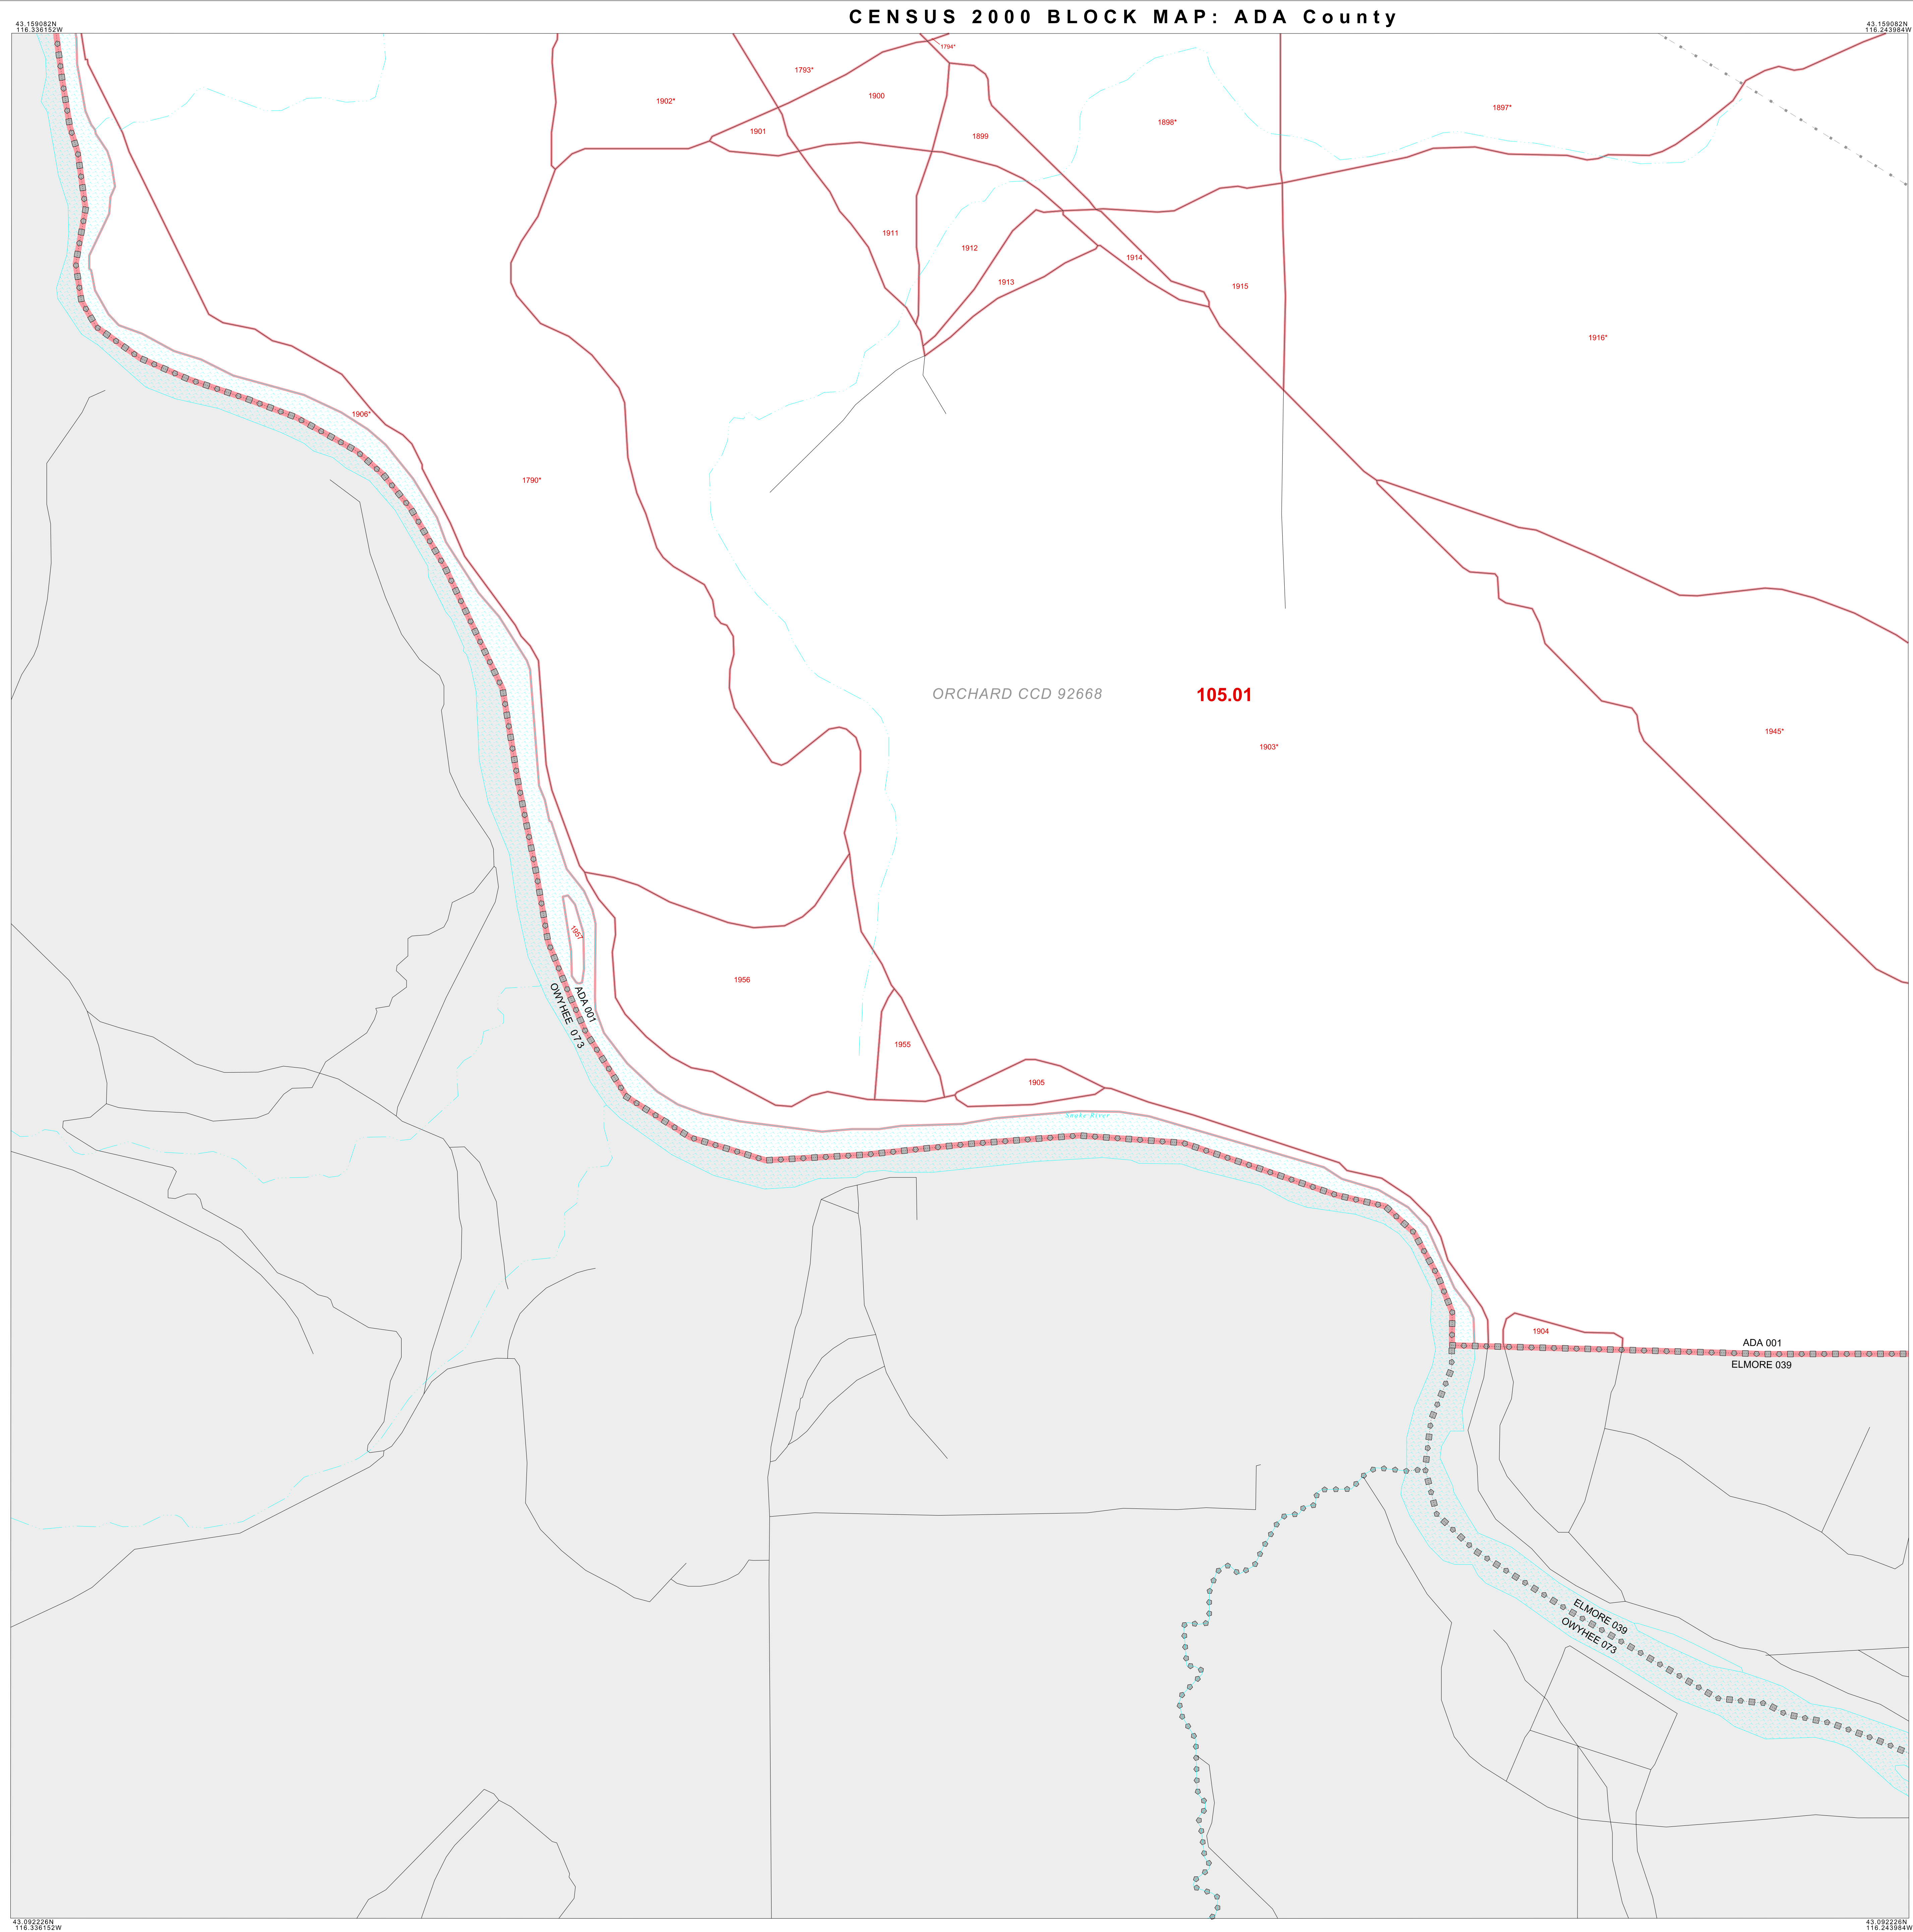 CENSUS 2000 BLOCK MAP: ADA County
43.159082N
116.336152W
43.159082N
116.243984W
1794*
1793*
1902*
1900
1897*
1898*
1901
1899
1911
1912
1914
1913
1915
1916*
1906*
1790*
ORCHARD CCD 92668
105.01
1945*
1903*
1957
1956
ADA 001
OWYHEE 073
1955
1905
Snake River
1904
ADA 001
ELMORE 039
ELMORE 039
OWYHEE 073
43.092226N
116.336152W
43.092226N
116.243984W